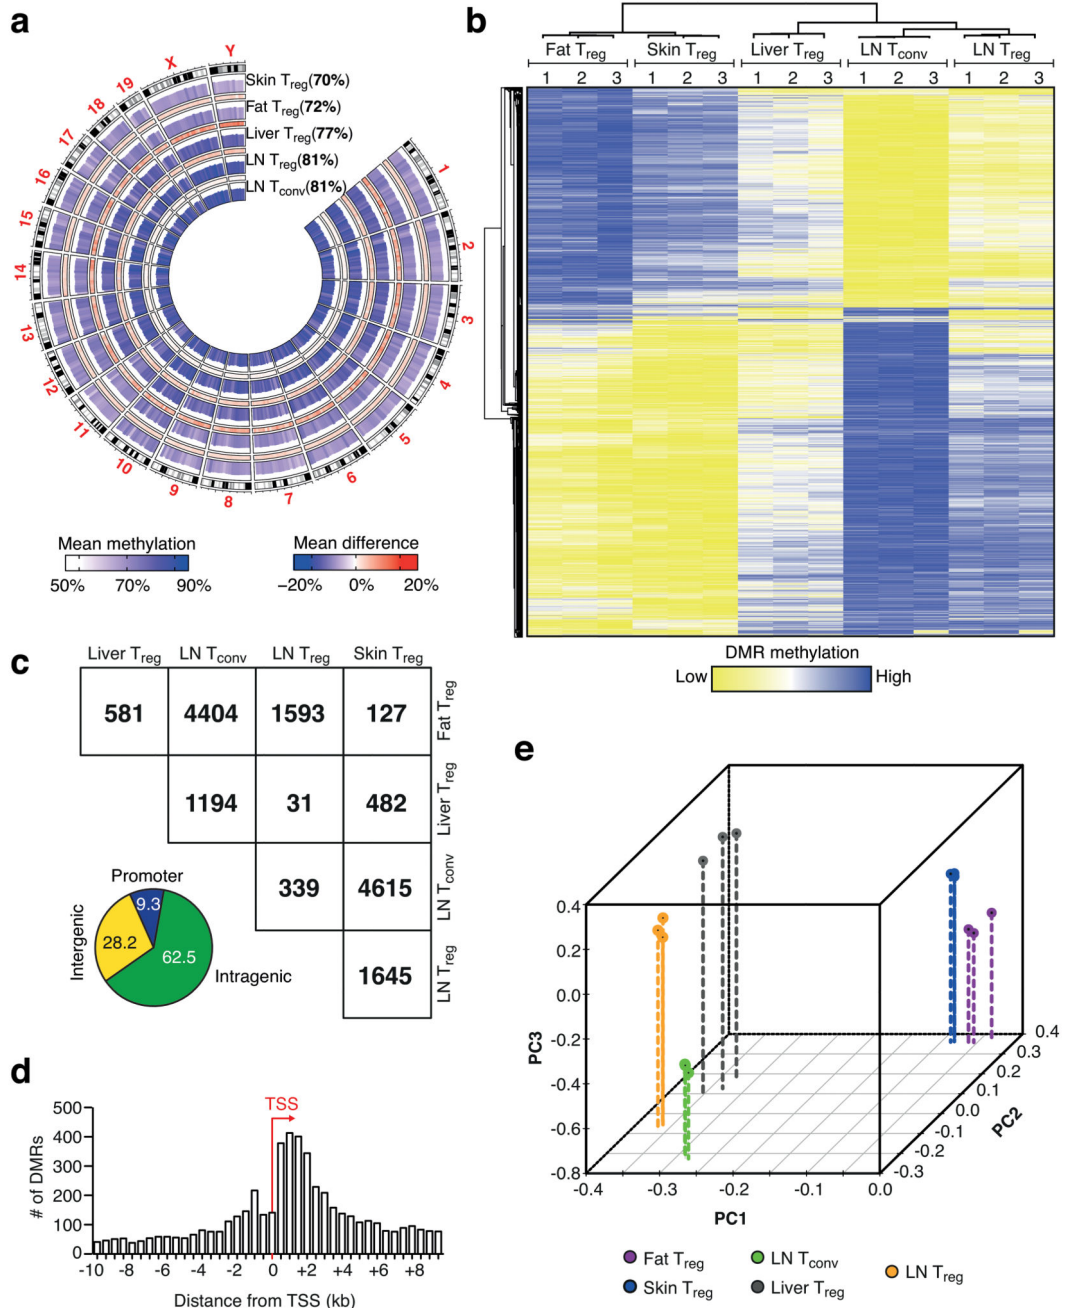 a
Y
X
19
18
17
16
15
14
13
12
11
10
9
8
7
6
5
4
3
2
1
Skin Treg(70%)
Fat Treg(72%)
Liver Treg(77%)
LN Treg(81%)
LN Tconv(81%)
Mean methylation
50% 70% 90%
Mean difference
−20% 0% 20%
b
Fat Treg Skin Treg Liver Treg LN Tconv LN Treg
1 2 3 1 2 3 1 2 3 1 2 3 1 2 3
DMR methylation
Low High
c
Liver Treg LN Tconv LN Treg Skin Treg
581 4404 1593 127 Fat Treg
1194 31 482 Liver Treg
339 4615 LN Tconv
1645 LN Treg
Promoter
9.3
Intergenic
28.2
62.5
Intragenic
d
TSS
# of DMRs
500
400
300
200
100
0
-10 -8 -6 -4 -2 0 +2 +4 +6 +8
Distance from TSS (kb)
e
PC3
0.4
0.2
0.0
-0.2
-0.4
-0.6
-0.8
-0.4 -0.3 -0.2 -0.1 0.0
PC1
0.4
0.3
0.2
0.1
0.0
-0.1
-0.2
-0.3
PC2
Fat Treg LN Tconv LN Treg
Skin Treg Liver Treg